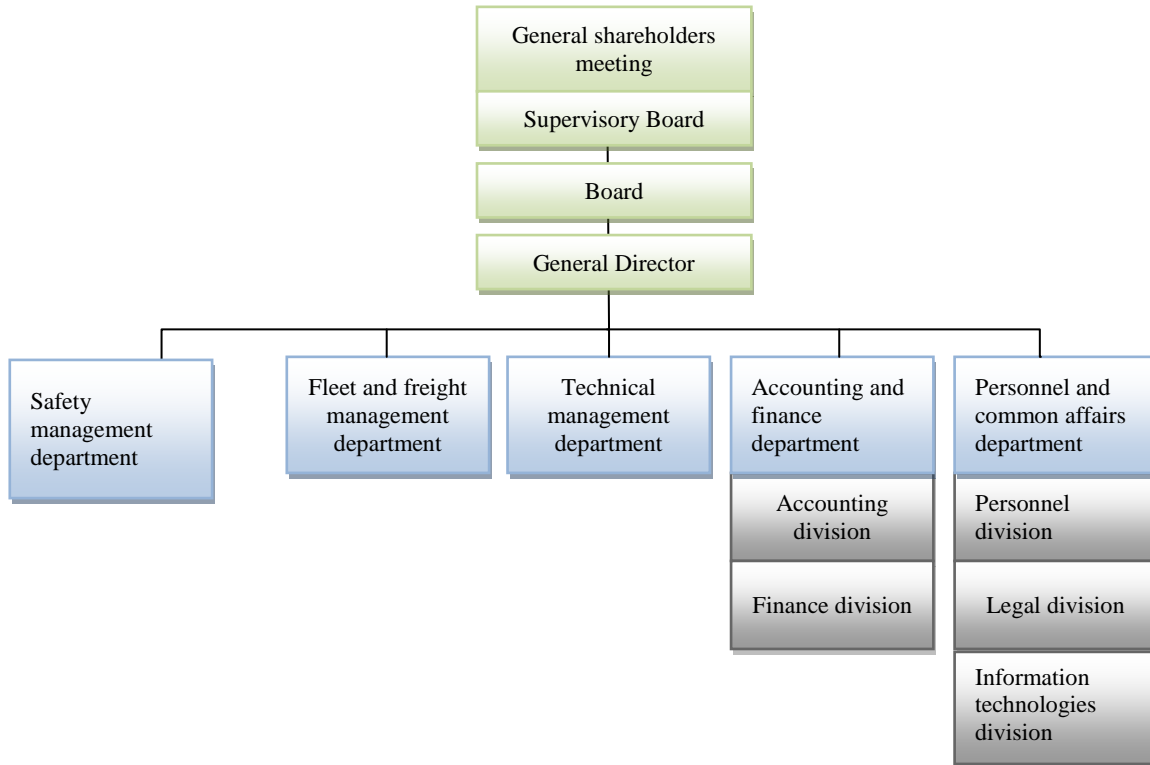 General shareholders
meeting
Supervisory Board
Board
General Director
Safety
management
department
Fleet and freight
management
department
Technical
management
department
Accounting and
finance
department
Personnel and
common affairs
department
Accounting
division
Finance division
Personnel
division
Legal division
Information
technologies
division